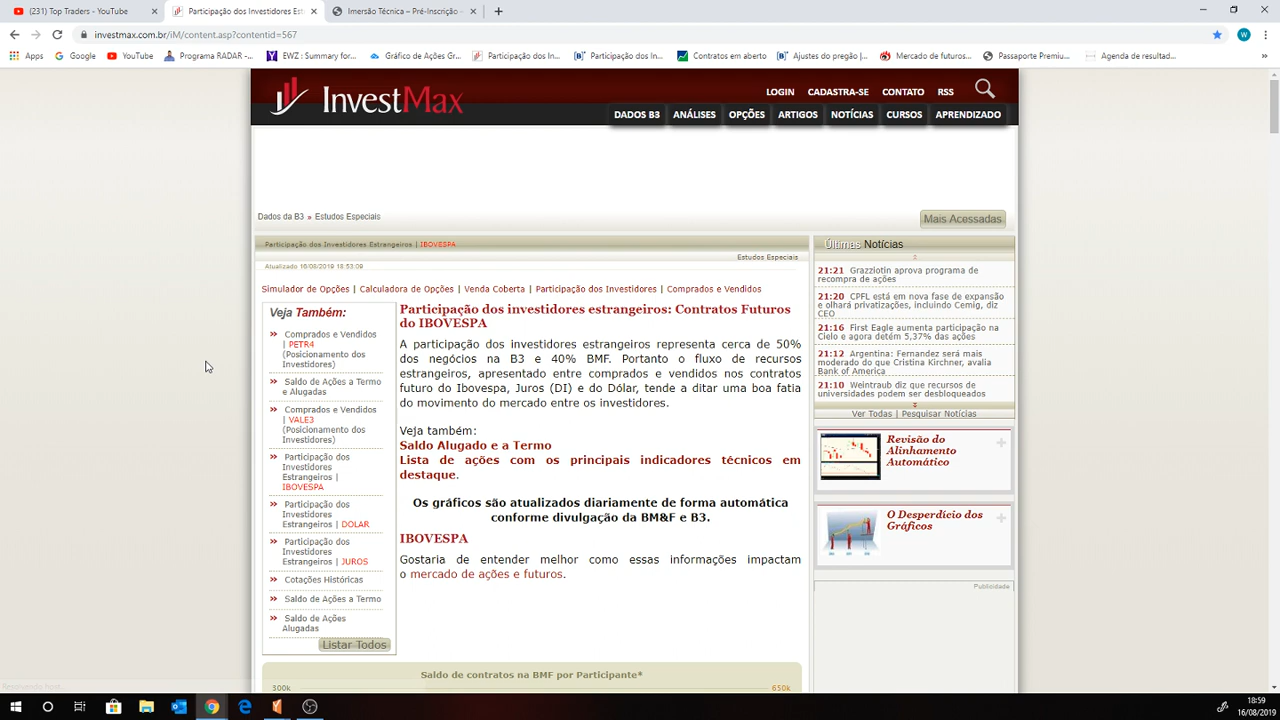 (231) Top Traders - YouTube
Participação dos Investidores Est
Imersão Técnica – Pré-Inscrição -
investmax.com.br/iM/content.asp?contentid=567
W
Apps
Google
YouTube
Programa RADAR -...
EWZ : Summary for...
Gráfico de Ações Gr...
Participação dos In...
Participação dos In...
Contratos em aberto
Ajustes do pregão |...
Mercado de futuros...
Passaporte Premiu...
Agenda de resultad...
InvestMax
LOGIN CADASTRA-SE CONTATO RSS
DADOS B3 ANÁLISES OPÇÕES ARTIGOS NOTÍCIAS CURSOS APRENDIZADO
Dados da B3 » Estudos Especiais
Mais Acessadas
Participação dos Investidores Estrangeiros | IBOVESPA
Estudos Especiais
Atualizado 16/08/2019 18:53:09
Simulador de Opções | Calculadora de Opções | Venda Coberta | Participação dos Investidores | Comprados e Vendidos
Veja Também:
» Comprados e Vendidos
| PETR4
(Posicionamento dos
Investidores)
» Saldo de Ações a Termo
e Alugadas
» Comprados e Vendidos
| VALE3
(Posicionamento dos
Investidores)
» Participação dos
Investidores
Estrangeiros |
IBOVESPA
» Participação dos
Investidores
Estrangeiros | DOLAR
» Participação dos
Investidores
Estrangeiros | JUROS
» Cotações Históricas
» Saldo de Ações a Termo
» Saldo de Ações
Alugadas
Listar Todos
Participação dos investidores estrangeiros: Contratos Futuros
do IBOVESPA
A participação dos investidores estrangeiros representa cerca de 50%
dos negócios na B3 e 40% BMF. Portanto o fluxo de recursos
estrangeiros, apresentado entre comprados e vendidos nos contratos
futuro do Ibovespa, Juros (DI) e do Dólar, tende a ditar uma boa fatia
do movimento do mercado entre os investidores.
Veja também:
Saldo Alugado e a Termo
Lista de ações com os principais indicadores técnicos em
destaque.
Os gráficos são atualizados diariamente de forma automática
conforme divulgação da BM&F e B3.
IBOVESPA
Gostaria de entender melhor como essas informações impactam
o mercado de ações e futuros.
Saldo de contratos na BMF por Participante*
300k
650k
Últimas Notícias
21:21 Grazziotin aprova programa de
recompra de ações
21:20 CPFL está em nova fase de expansão
e olhará privatizações, incluindo Cemig, diz
CEO
21:16 First Eagle aumenta participação na
Cielo e agora detém 5,37% das ações
21:12 Argentina: Fernandez será mais
moderado do que Cristina Kirchner, avalia
Bank of America
21:10 Weintraub diz que recursos de
universidades podem ser desbloqueados
Ver Todas | Pesquisar Notícias
Revisão do
Alinhamento
Automático
O Desperdício dos
Gráficos
Publicidade
18:59
16/08/2019